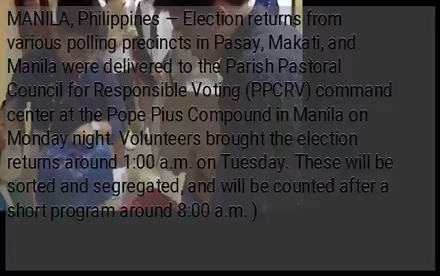 MANILA, Philippines — Election returns from
various polling precincts in Pasay, Makati, and
Manila were delivered to the Parish Pastoral
Council for Responsible Voting (PPCRV) command
center at the Pope Pius Compound in Manila on
Monday night. Volunteers brought the election
returns around 1:00 a.m. on Tuesday. These will be
sorted and segregated, and will be counted after a
short program around 8:00 a.m. )